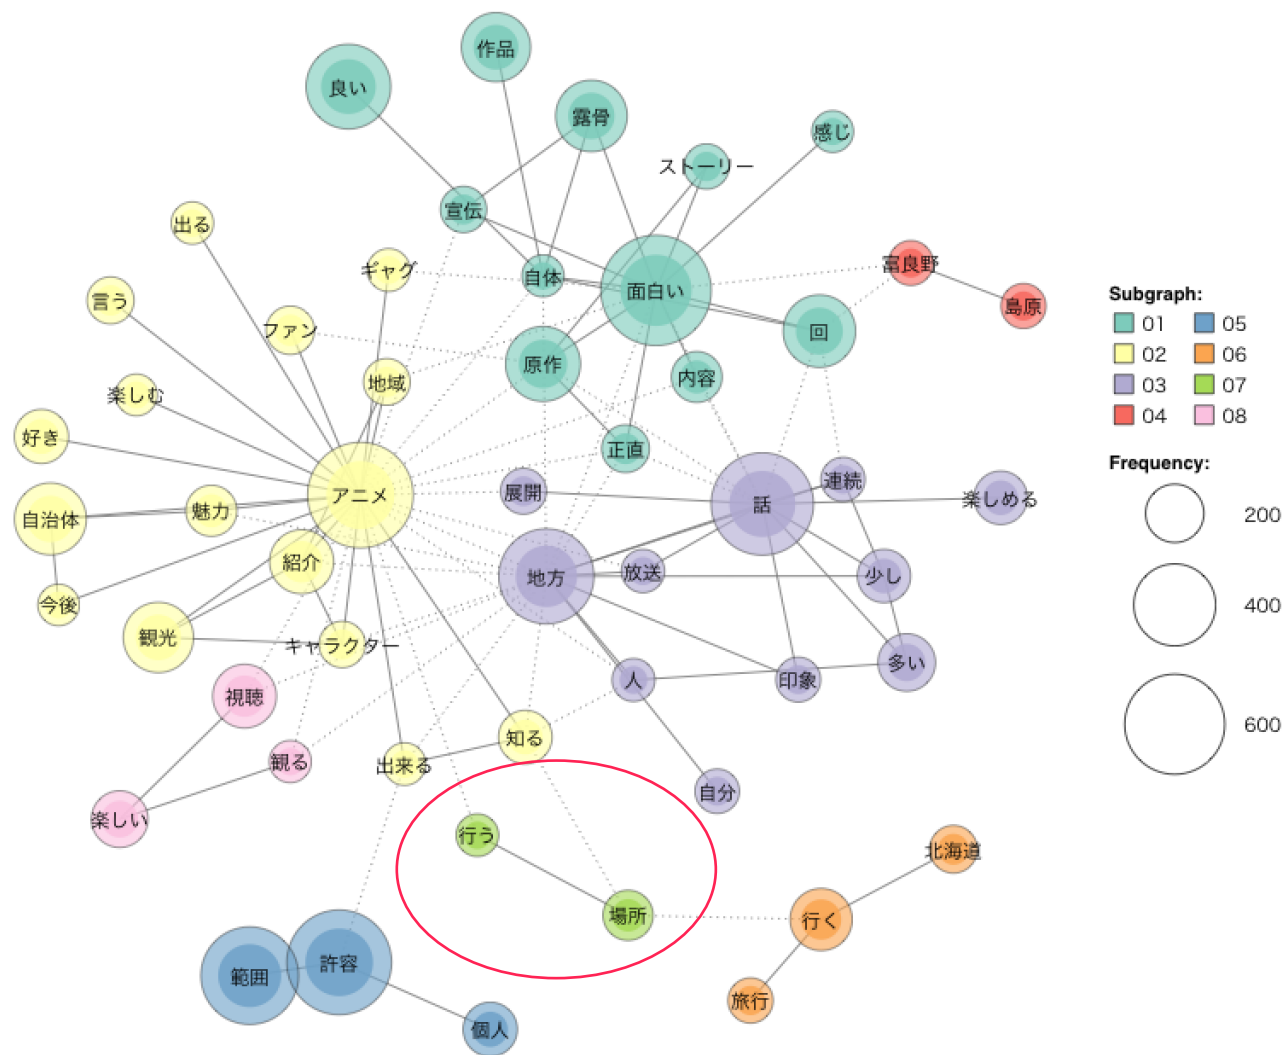 作品
良い
露骨
感じ
ストーリー
宣伝
出る
富良野
ギャグ
自体
面白い
言う
島原
ファン
回
原作
内容
地域
楽しむ
好き
正直
連続
アニメ
展開
楽しめる
話
魅力
自治体
紹介
放送
地方
少し
今後
観光
キャラクター
多い
人
印象
視聴
知る
観る
出来る
自分
楽しい
行う
北海道
場所
行く
許容
範囲
旅行
個人
Subgraph:
01 05
02 06
03 07
04 08
Frequency:
200
400
600